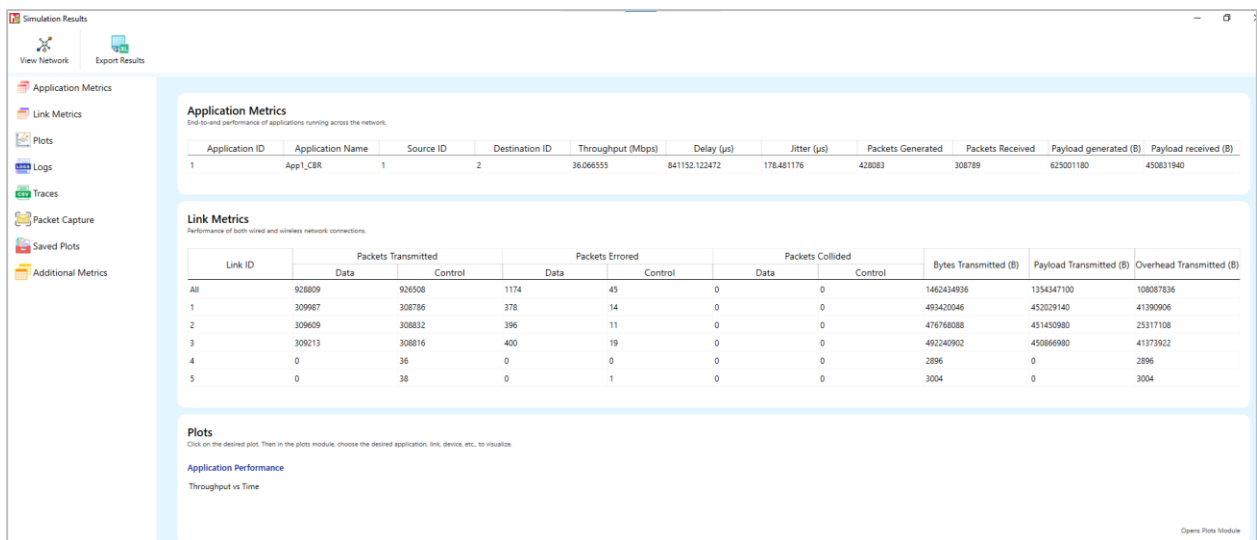 Simulation Results
View Network Export Results
Application Metrics
Link Metrics
Plots
Logs
Traces
Packet Capture
Saved Plots
Additional Metrics
Application Metrics
End-to-end performance of applications running across the network.
Application ID Application Name Source ID Destination ID Throughput (Mbps) Delay (µs) Jitter (µs) Packets Generated Packets Received Payload generated (B) Payload received (B)
1 App1_CBR 1 2 36.066555 841152.122472 178.481176 428083 308789 625001180 450831940
Link Metrics
Performance of both wired and wireless network connections.
Link ID Packets Transmitted Packets Errored Packets Collided Bytes Transmitted (B) Payload Transmitted (B) Overhead Transmitted (B)
Data Control Data Control Data Control
All 928809 926508 1174 45 0 0 1462434936 1354347100 108087836
1 309987 308786 378 14 0 0 493420046 452029140 41390906
2 309609 308832 396 11 0 0 476768088 451450980 25317108
3 309213 308816 400 19 0 0 492240902 450866980 41373922
4 0 36 0 0 0 0 2896 0 2896
5 0 38 0 1 0 0 3004 0 3004
Plots
Click on the desired plot. Then in the plots module, choose the desired application, link, device, etc., to visualize.
Application Performance
Throughput vs Time
Opens Plots Module